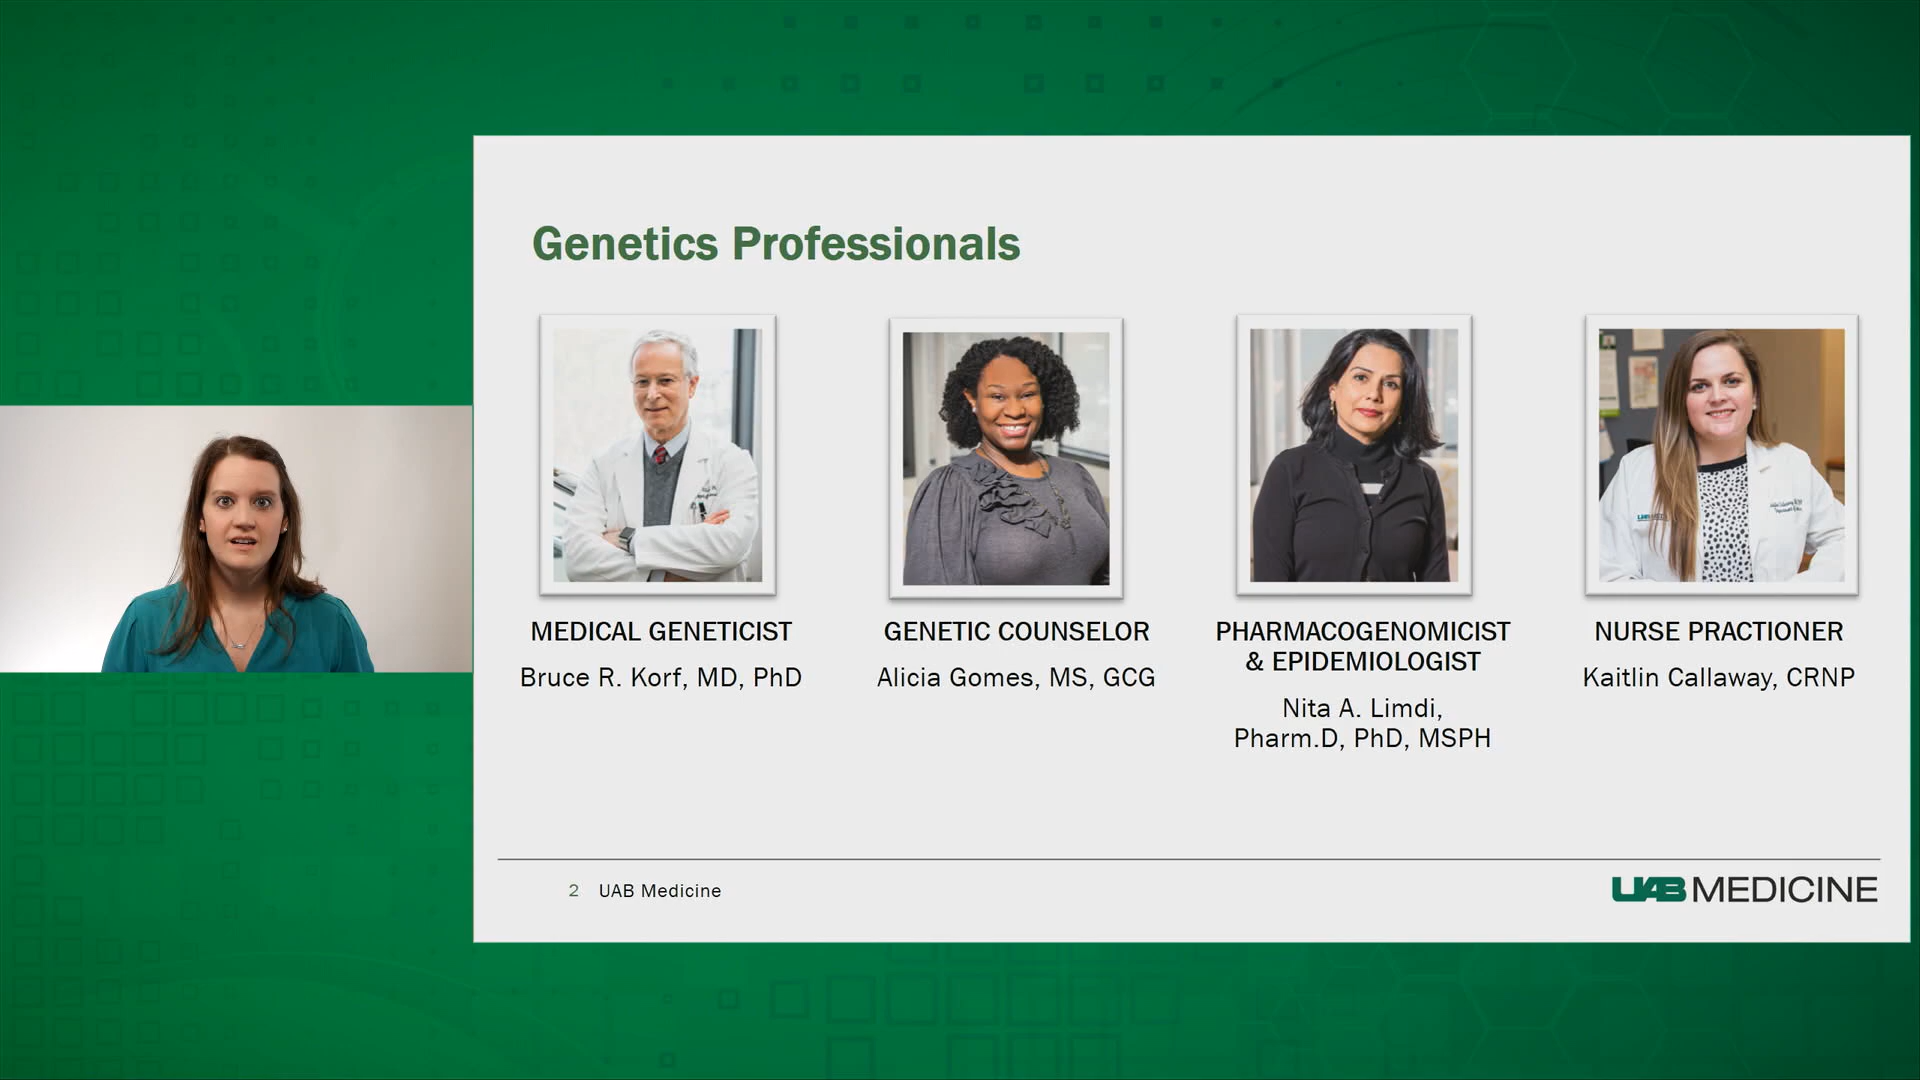 Genetics Professionals
MEDICAL GENETICIST
Bruce R. Korf, MD, PhD
GENETIC COUNSELOR
Alicia Gomes, MS, GCG
PHARMACOGENOMICIST
& EPIDEMIOLOGIST
Nita A. Limdi,
Pharm.D, PhD, MSPH
NURSE PRACTIONER
Kaitlin Callaway, CRNP
2 UAB Medicine
UAB MEDICINE